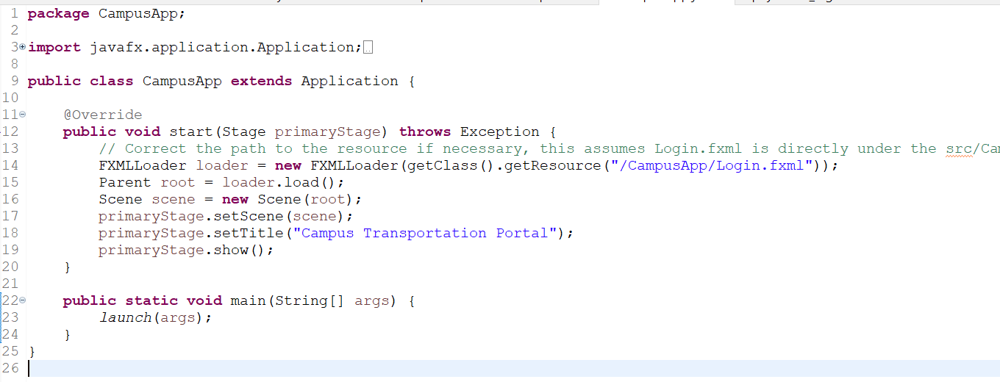 1 package CampusApp;
2
3 import javafx.application.Application;
8
9 public class CampusApp extends Application {
10
11     @Override
12     public void start(Stage primaryStage) throws Exception {
13         // Correct the path to the resource if necessary, this assumes Login.fxml is directly under the src/Cam
14         FXMLLoader loader = new FXMLLoader(getClass().getResource("/CampusApp/Login.fxml"));
15         Parent root = loader.load();
16         Scene scene = new Scene(root);
17         primaryStage.setScene(scene);
18         primaryStage.setTitle("Campus Transportation Portal");
19         primaryStage.show();
20     }
21
22     public static void main(String[] args) {
23         launch(args);
24     }
25 }
26